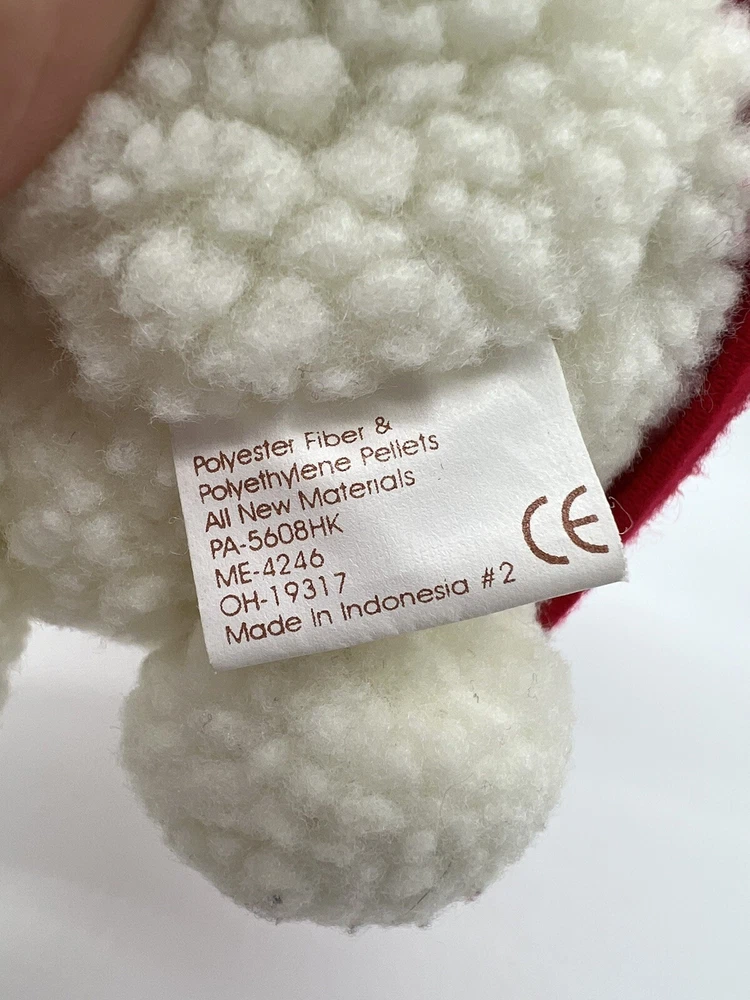 Polyester Fiber &
Polyethylene Pellets
All New Materials
PA-5608HK
ME-4246
OH-19317
Made In Indonesia #2
CE